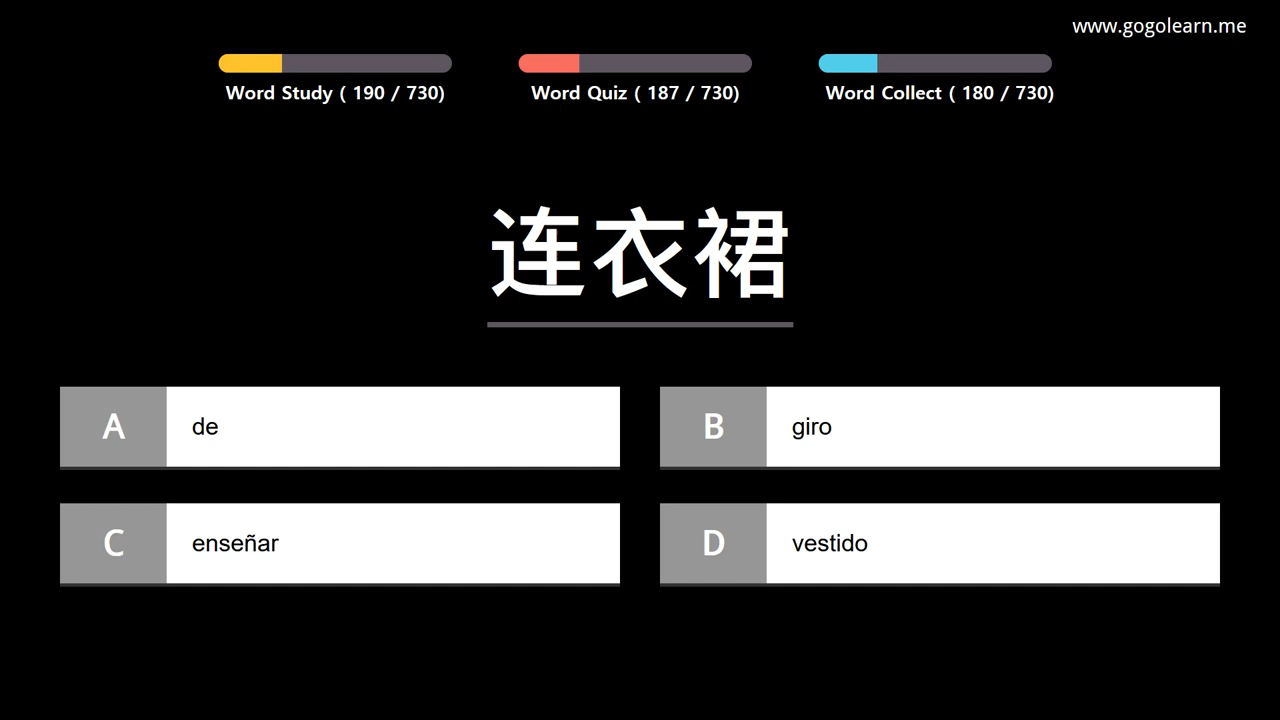 www.gogolearn.me
Word Study ( 190 / 730)
Word Quiz ( 187 / 730)
Word Collect ( 180 / 730)
连衣裙
A de
B giro
C enseñar
D vestido